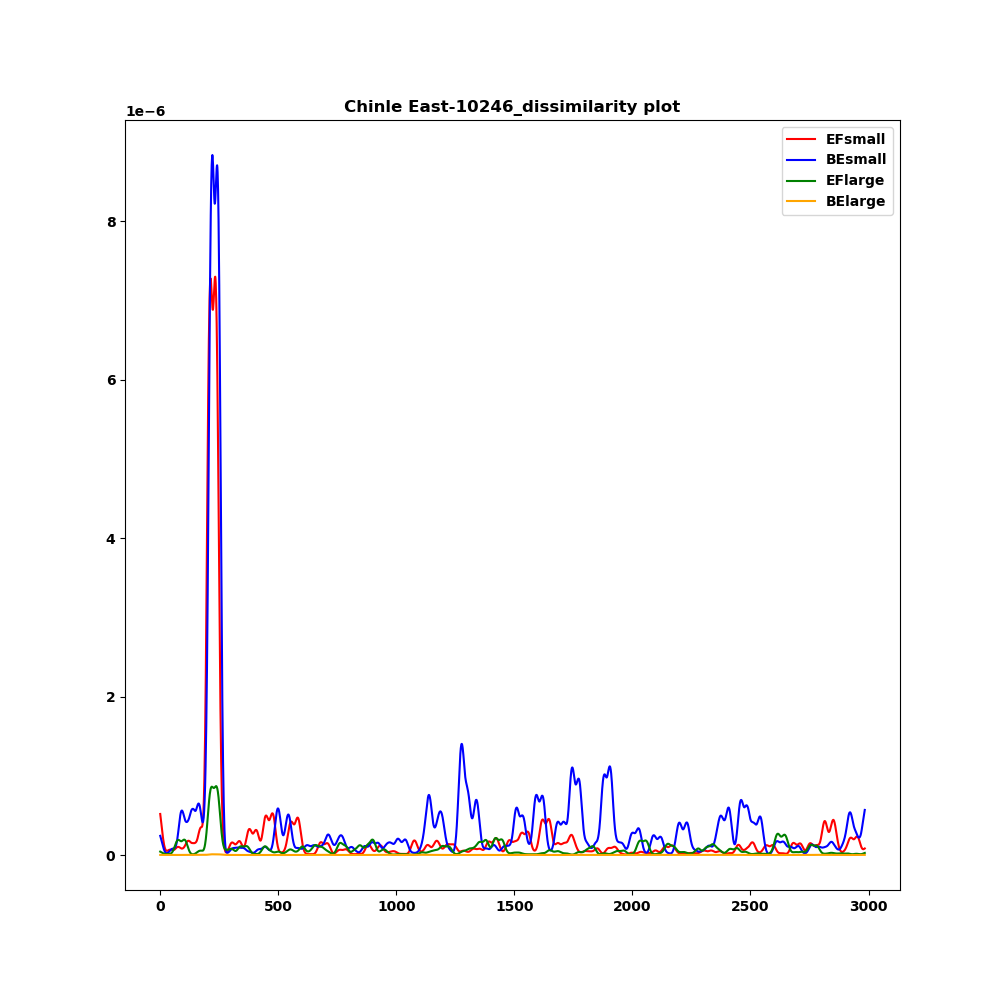 Chinle East-10246_dissimilarity plot
1e−6
EFsmall
BEsmall
EFlarge
BElarge
8
6
4
2
0
0 500 1000 1500 2000 2500 3000